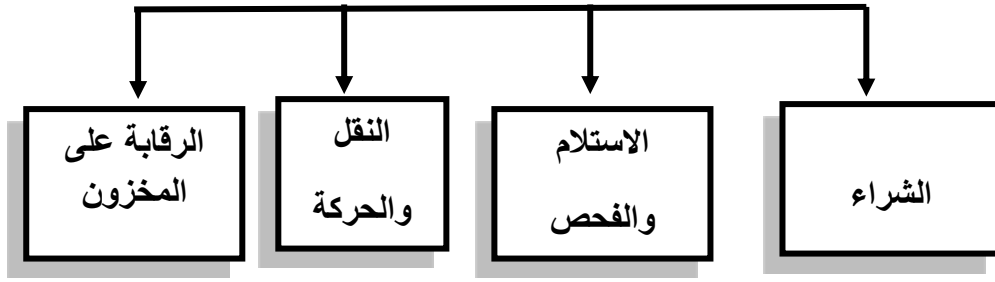 الشراء
الاستلام
والفحص
النقل
والحركة
الرقابة على
المخزون